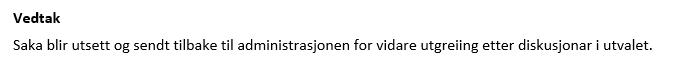 Vedtak
Saka blir utsett og sendt tilbake til administrasjonen for vidare utgreiing etter diskusjonar i utvalet.